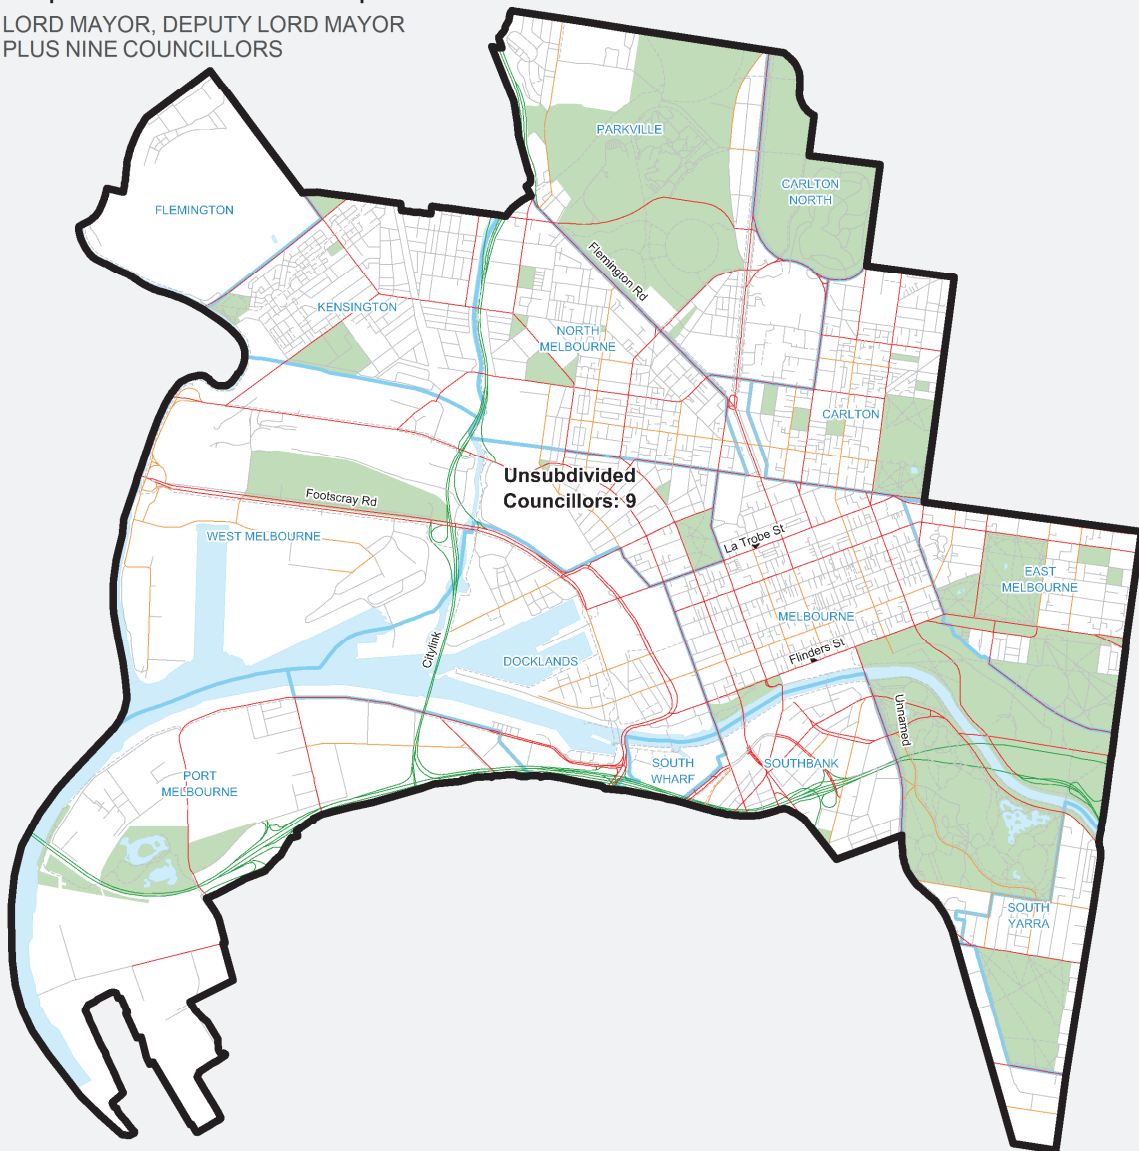 LORD MAYOR, DEPUTY LORD MAYOR
PLUS NINE COUNCILLORS
PARKVILLE
CARLTON
NORTH
FLEMINGTON
Flemington Rd
KENSINGTON
NORTH
MELBOURNE
CARLTON
Unsubdivided
Councillors: 9
Footscray Rd
WEST MELBOURNE
La Trobe St
EAST
MELBOURNE
MELBOURNE
Flinders St
Citylink
DOCKLANDS
Unnamed
PORT
MELBOURNE
SOUTH
WHARF
SOUTHBANK
SOUTH
YARRA